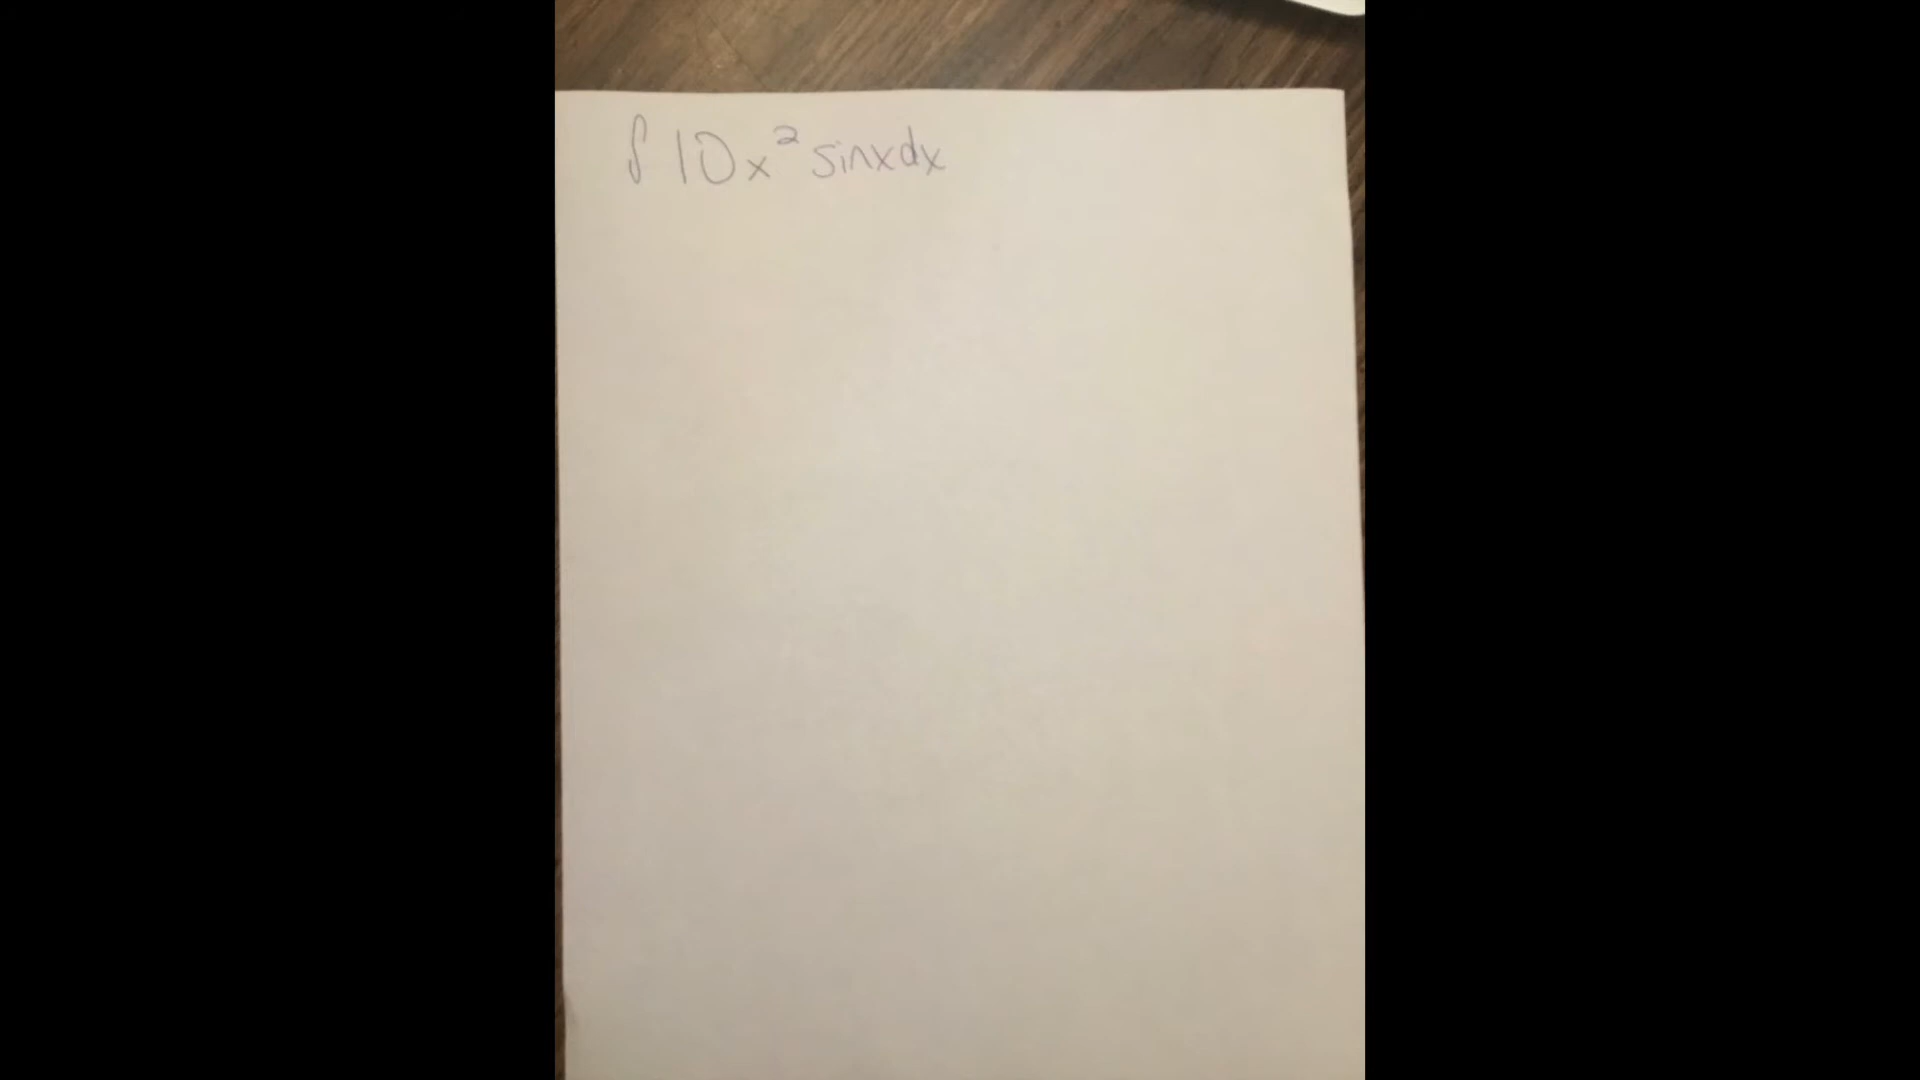 ∫ 10x² sinxdx